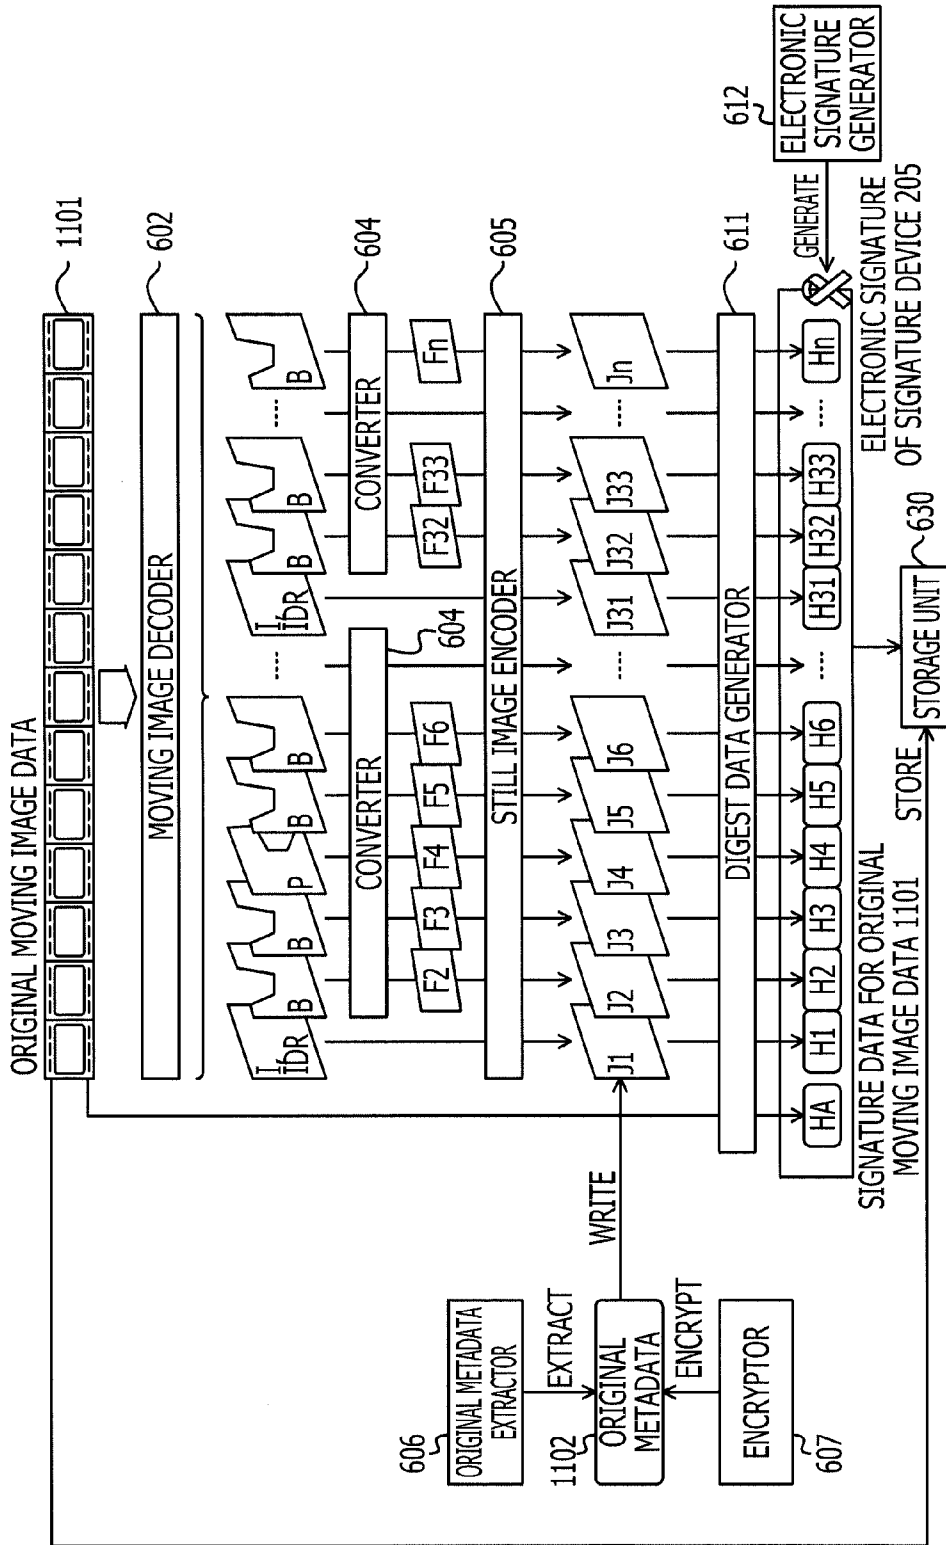 ORIGINAL MOVING IMAGE DATA
1101
MOVING IMAGE DECODER
602
I/
IDR
B
B
P
B
B
----
I/
IDR
B
B
----
B
CONVERTER
604
CONVERTER
604
F2
F3
F4
F5
F6
F32
F33
Fn
STILL IMAGE ENCODER
605
606
ORIGINAL METADATA
EXTRACTOR
EXTRACT
1102
ORIGINAL
METADATA
WRITE
ENCRYPT
ENCRYPTOR
607
J1
J2
J3
J4
J5
J6
----
J31
J32
J33
----
Jn
DIGEST DATA GENERATOR
611
HA
H1
H2
H3
H4
H5
H6
----
H31
H32
H33
----
Hn
GENERATE
612
ELECTRONIC
SIGNATURE
GENERATOR
SIGNATURE DATA FOR ORIGINAL
MOVING IMAGE DATA 1101
ELECTRONIC SIGNATURE
OF SIGNATURE DEVICE 205
STORE
STORAGE UNIT
630